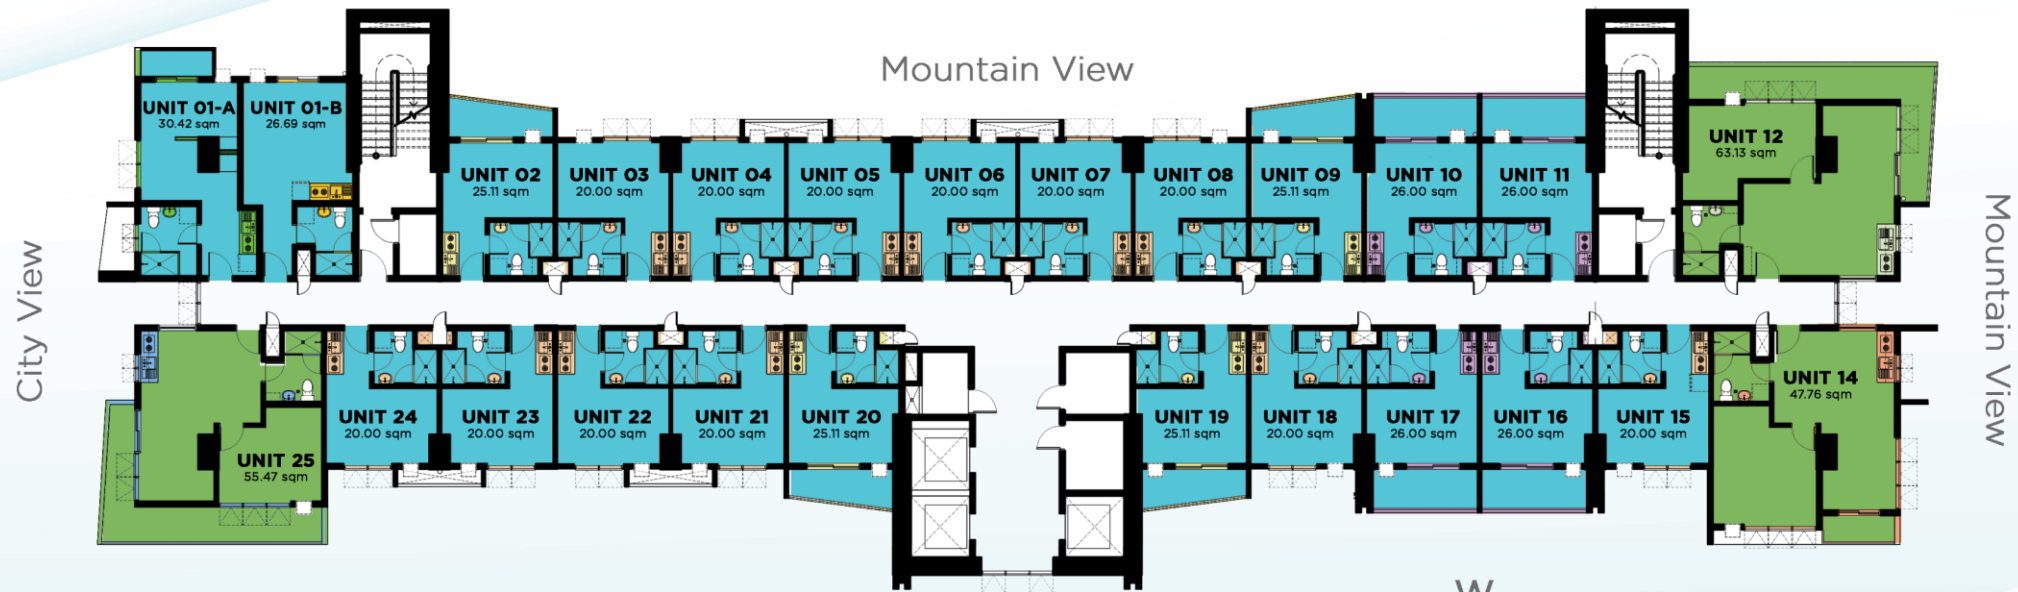 Mountain View
UNIT 01-A
30.42 sqm
UNIT 01-B
26.69 sqm
UNIT 02
25.11 sqm
UNIT 03
20.00 sqm
UNIT 04
20.00 sqm
UNIT 05
20.00 sqm
UNIT 06
20.00 sqm
UNIT 07
20.00 sqm
UNIT 08
20.00 sqm
UNIT 09
25.11 sqm
UNIT 10
26.00 sqm
UNIT 11
26.00 sqm
UNIT 12
63.13 sqm
City View
Mountain View
UNIT 25
55.47 sqm
UNIT 24
20.00 sqm
UNIT 23
20.00 sqm
UNIT 22
20.00 sqm
UNIT 21
20.00 sqm
UNIT 20
25.11 sqm
UNIT 19
25.11 sqm
UNIT 18
20.00 sqm
UNIT 17
26.00 sqm
UNIT 16
26.00 sqm
UNIT 15
20.00 sqm
UNIT 14
47.76 sqm
W